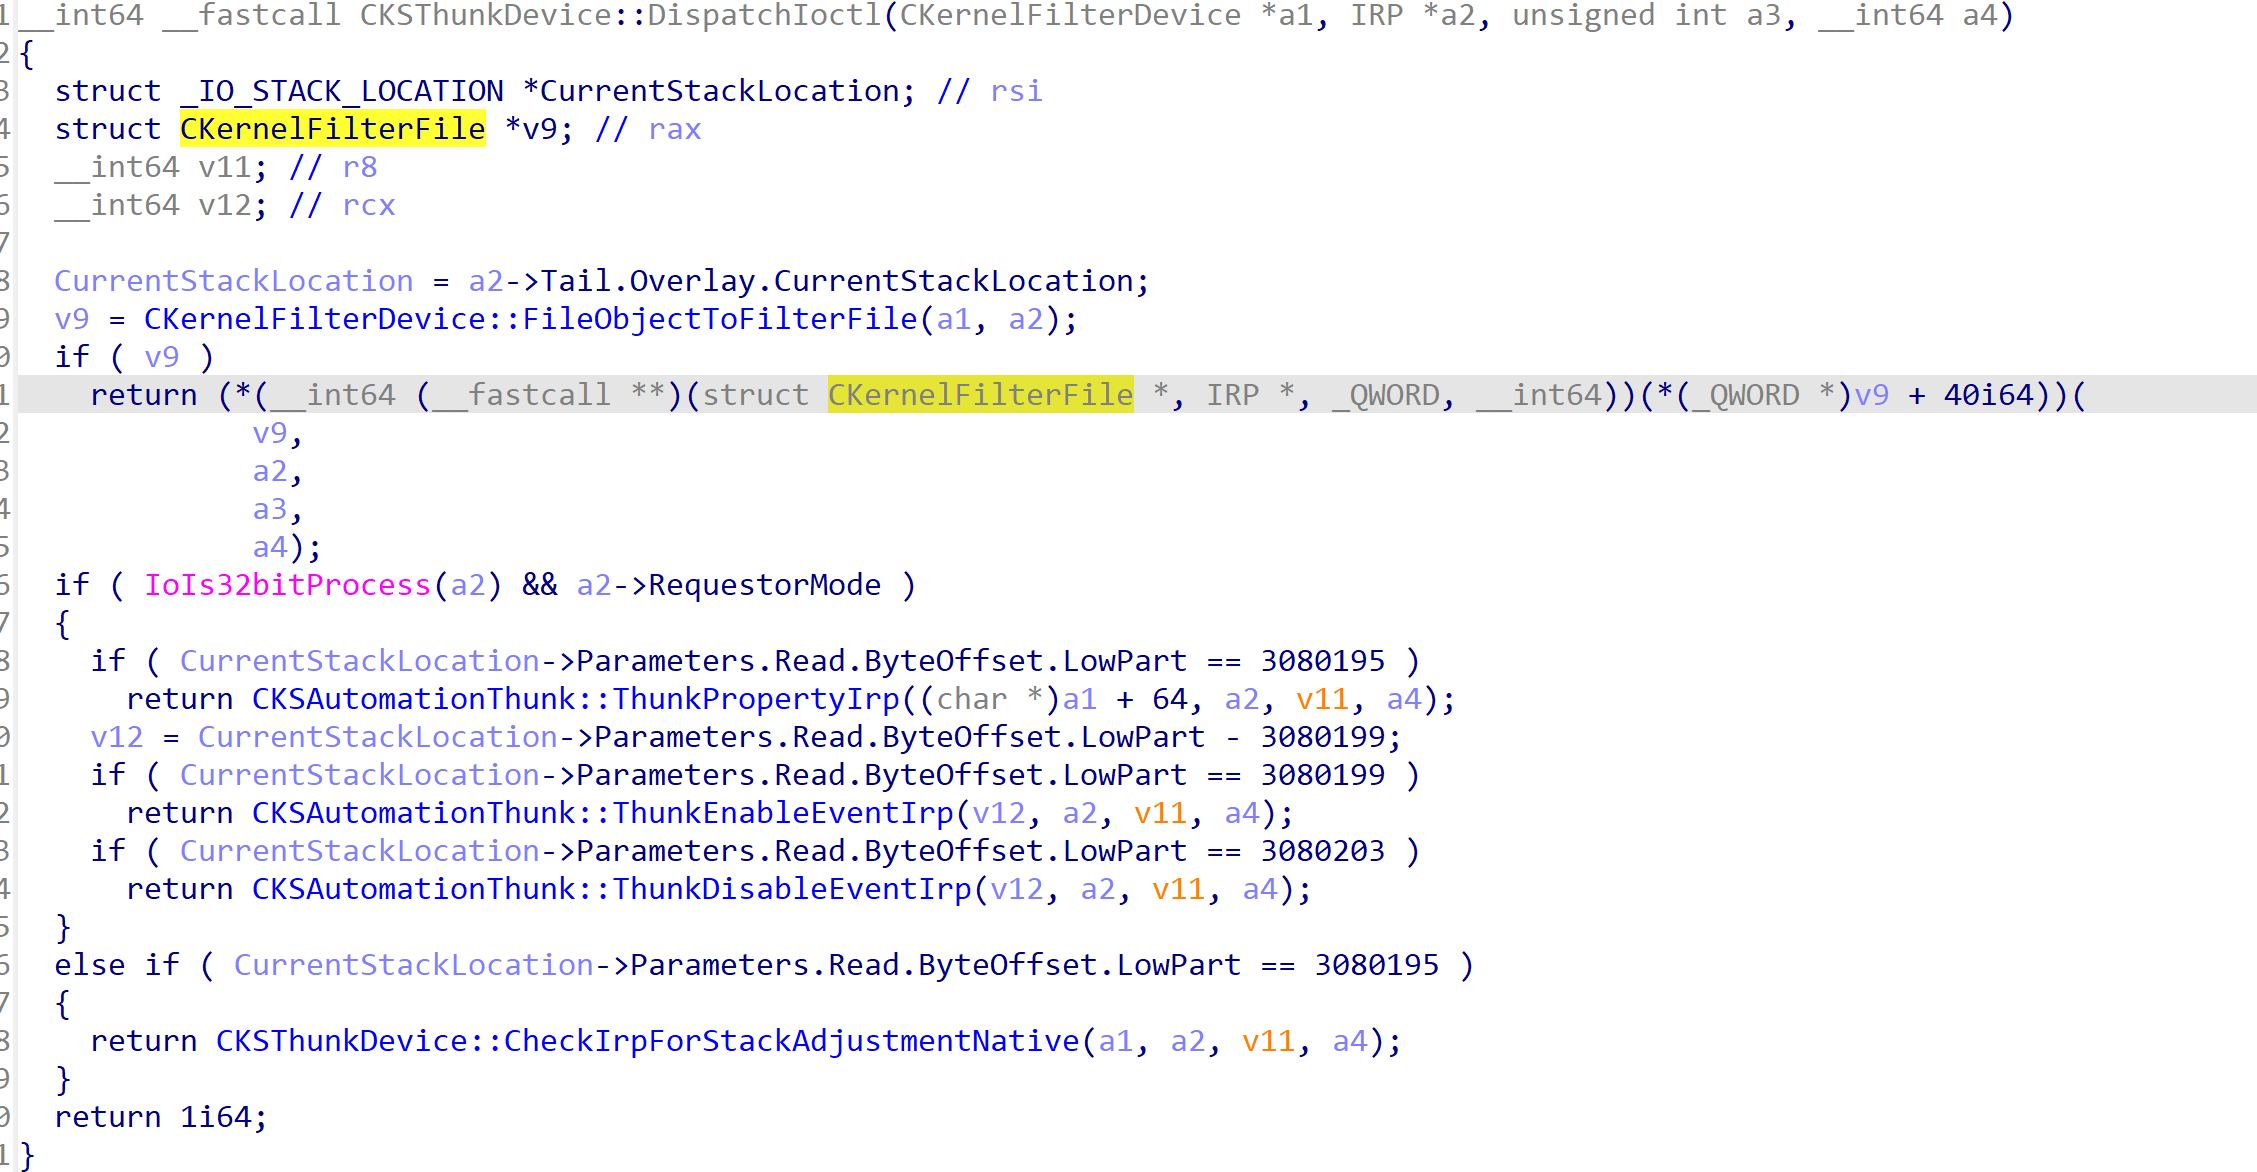 1 __int64 __fastcall CKSThunkDevice::DispatchIoctl(CKernelFilterDevice *a1, IRP *a2, unsigned int a3, __int64 a4)
2 {
3   struct _IO_STACK_LOCATION *CurrentStackLocation; // rsi
4   struct CKernelFilterFile *v9; // rax
5   __int64 v11; // r8
6   __int64 v12; // rcx
7
8   CurrentStackLocation = a2->Tail.Overlay.CurrentStackLocation;
9   v9 = CKernelFilterDevice::FileObjectToFilterFile(a1, a2);
0   if ( v9 )
1     return (*(__int64 (__fastcall **)(struct CKernelFilterFile *, IRP *, _QWORD, __int64))(*(_QWORD *)v9 + 40i64))(
2              v9,
3              a2,
4              a3,
5              a4);
6   if ( IoIs32bitProcess(a2) && a2->RequestorMode )
7   {
8     if ( CurrentStackLocation->Parameters.Read.ByteOffset.LowPart == 3080195 )
9       return CKSAutomationThunk::ThunkPropertyIrp((char *)a1 + 64, a2, v11, a4);
0     v12 = CurrentStackLocation->Parameters.Read.ByteOffset.LowPart - 3080199;
1     if ( CurrentStackLocation->Parameters.Read.ByteOffset.LowPart == 3080199 )
2       return CKSAutomationThunk::ThunkEnableEventIrp(v12, a2, v11, a4);
3     if ( CurrentStackLocation->Parameters.Read.ByteOffset.LowPart == 3080203 )
4       return CKSAutomationThunk::ThunkDisableEventIrp(v12, a2, v11, a4);
5   }
6   else if ( CurrentStackLocation->Parameters.Read.ByteOffset.LowPart == 3080195 )
7   {
8     return CKSThunkDevice::CheckIrpForStackAdjustmentNative(a1, a2, v11, a4);
9   }
0   return 1i64;
1 }